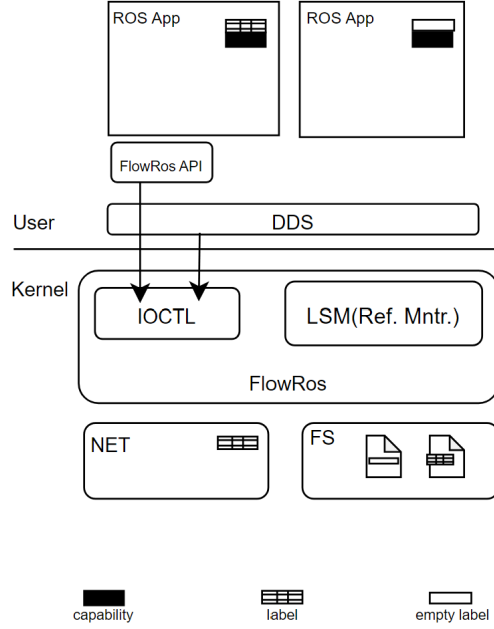 ROS App
ROS App
FlowRos API
User
DDS
Kernel
IOCTL
LSM(Ref. Mntr.)
FlowRos
NET
FS
capability
label
empty label